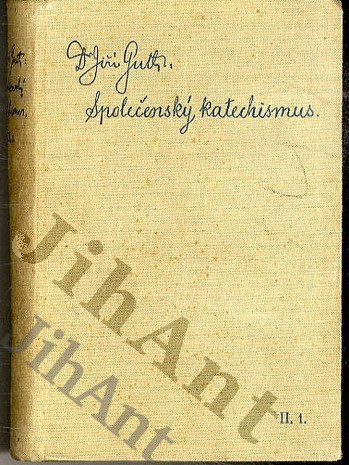 Dr Jiří Guth:
Společenský katechismus.
II. 1.
JihAnt
JihAnt